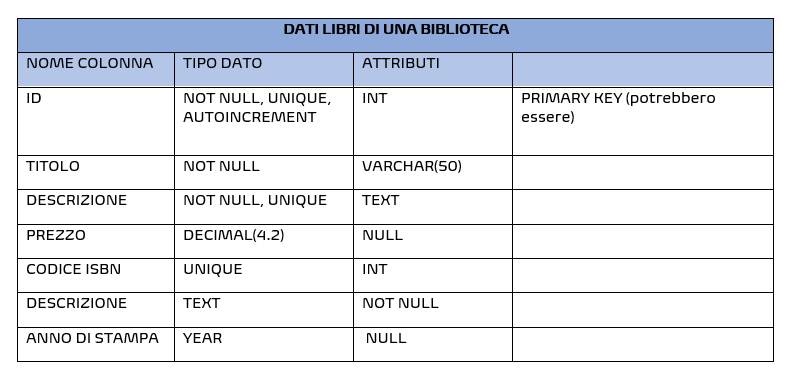 DATI LIBRI DI UNA BIBLIOTECA
NOME COLONNA TIPO DATO ATTRIBUTI
ID NOT NULL, UNIQUE, INT PRIMARY KEY (potrebbero
AUTOINCREMENT essere)
TITOLO NOT NULL VARCHAR(50)
DESCRIZIONE NOT NULL, UNIQUE TEXT
PREZZO DECIMAL(4.2) NULL
CODICE ISBN UNIQUE INT
DESCRIZIONE TEXT NOT NULL
ANNO DI STAMPA YEAR NULL